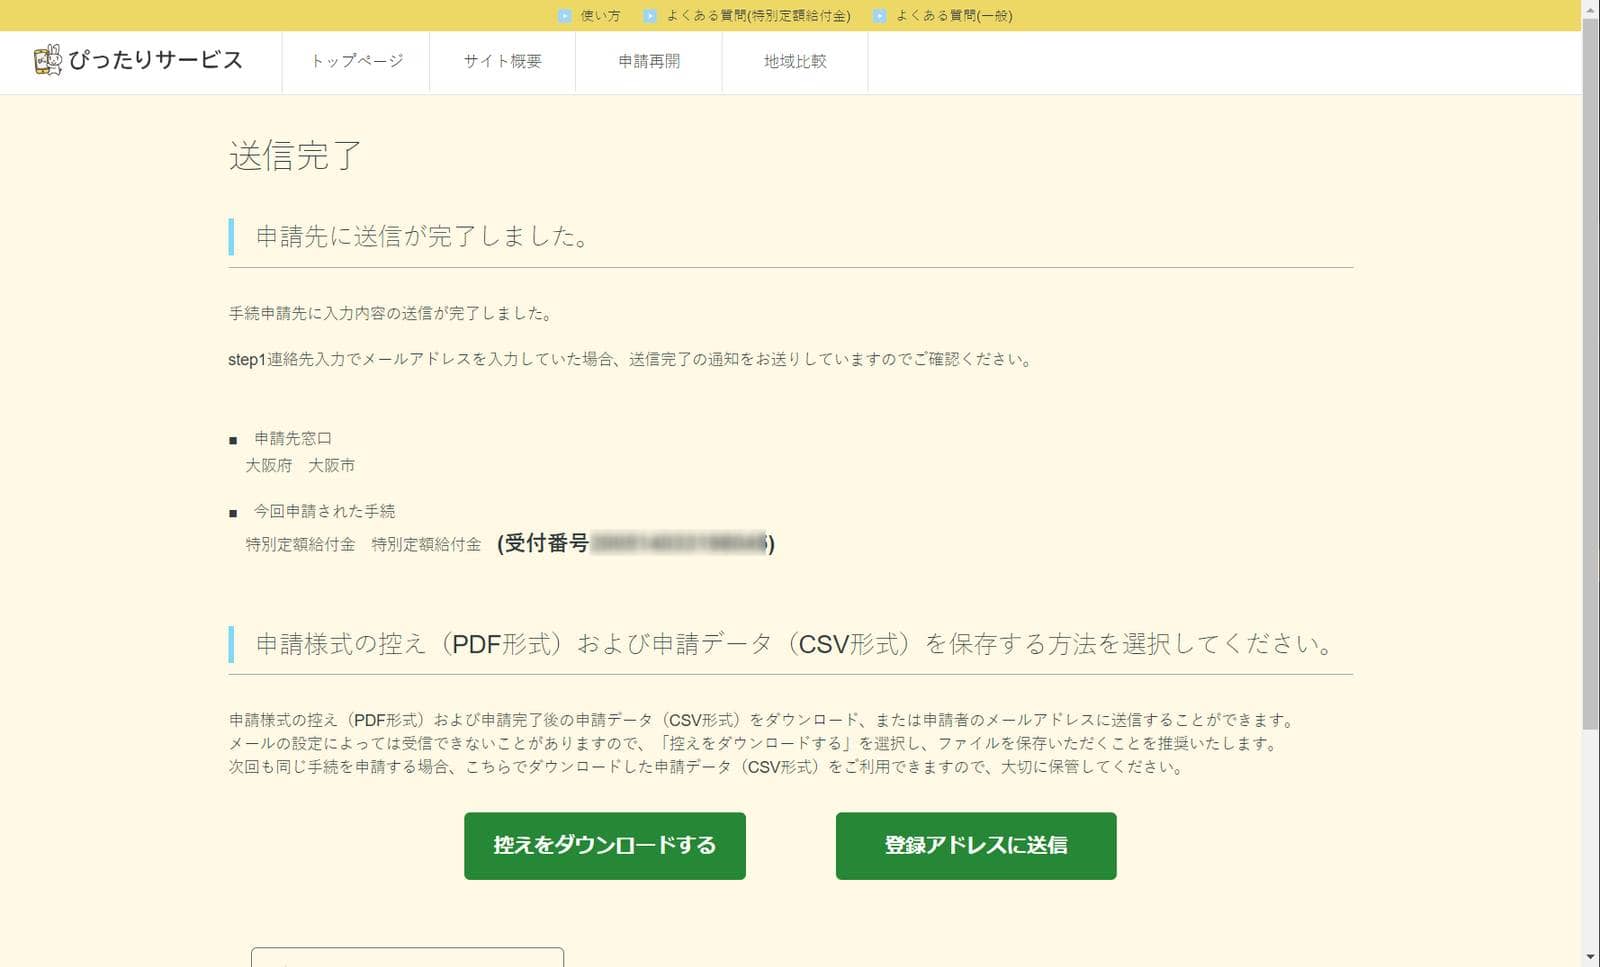 使い方 よくある質問(特別定額給付金) よくある質問(一般)
ぴったりサービス トップページ サイト概要 申請再開 地域比較
送信完了
申請先に送信が完了しました。
手続申請先に入力内容の送信が完了しました。
step1連絡先入力でメールアドレスを入力していた場合、送信完了の通知をお送りしていますのでご確認ください。
■ 申請先窓口
大阪府 大阪市
■ 今回申請された手続
特別定額給付金 特別定額給付金 (受付番号 )
申請様式の控え（PDF形式）および申請データ（CSV形式）を保存する方法を選択してください。
申請様式の控え（PDF形式）および申請完了後の申請データ（CSV形式）をダウンロード、または申請者のメールアドレスに送信することができます。
メールの設定によっては受信できないことがありますので、「控えをダウンロードする」を選択し、ファイルを保存いただくことを推奨いたします。
次回も同じ手続を申請する場合、こちらでダウンロードした申請データ（CSV形式）をご利用できますので、大切に保管してください。
控えをダウンロードする 登録アドレスに送信